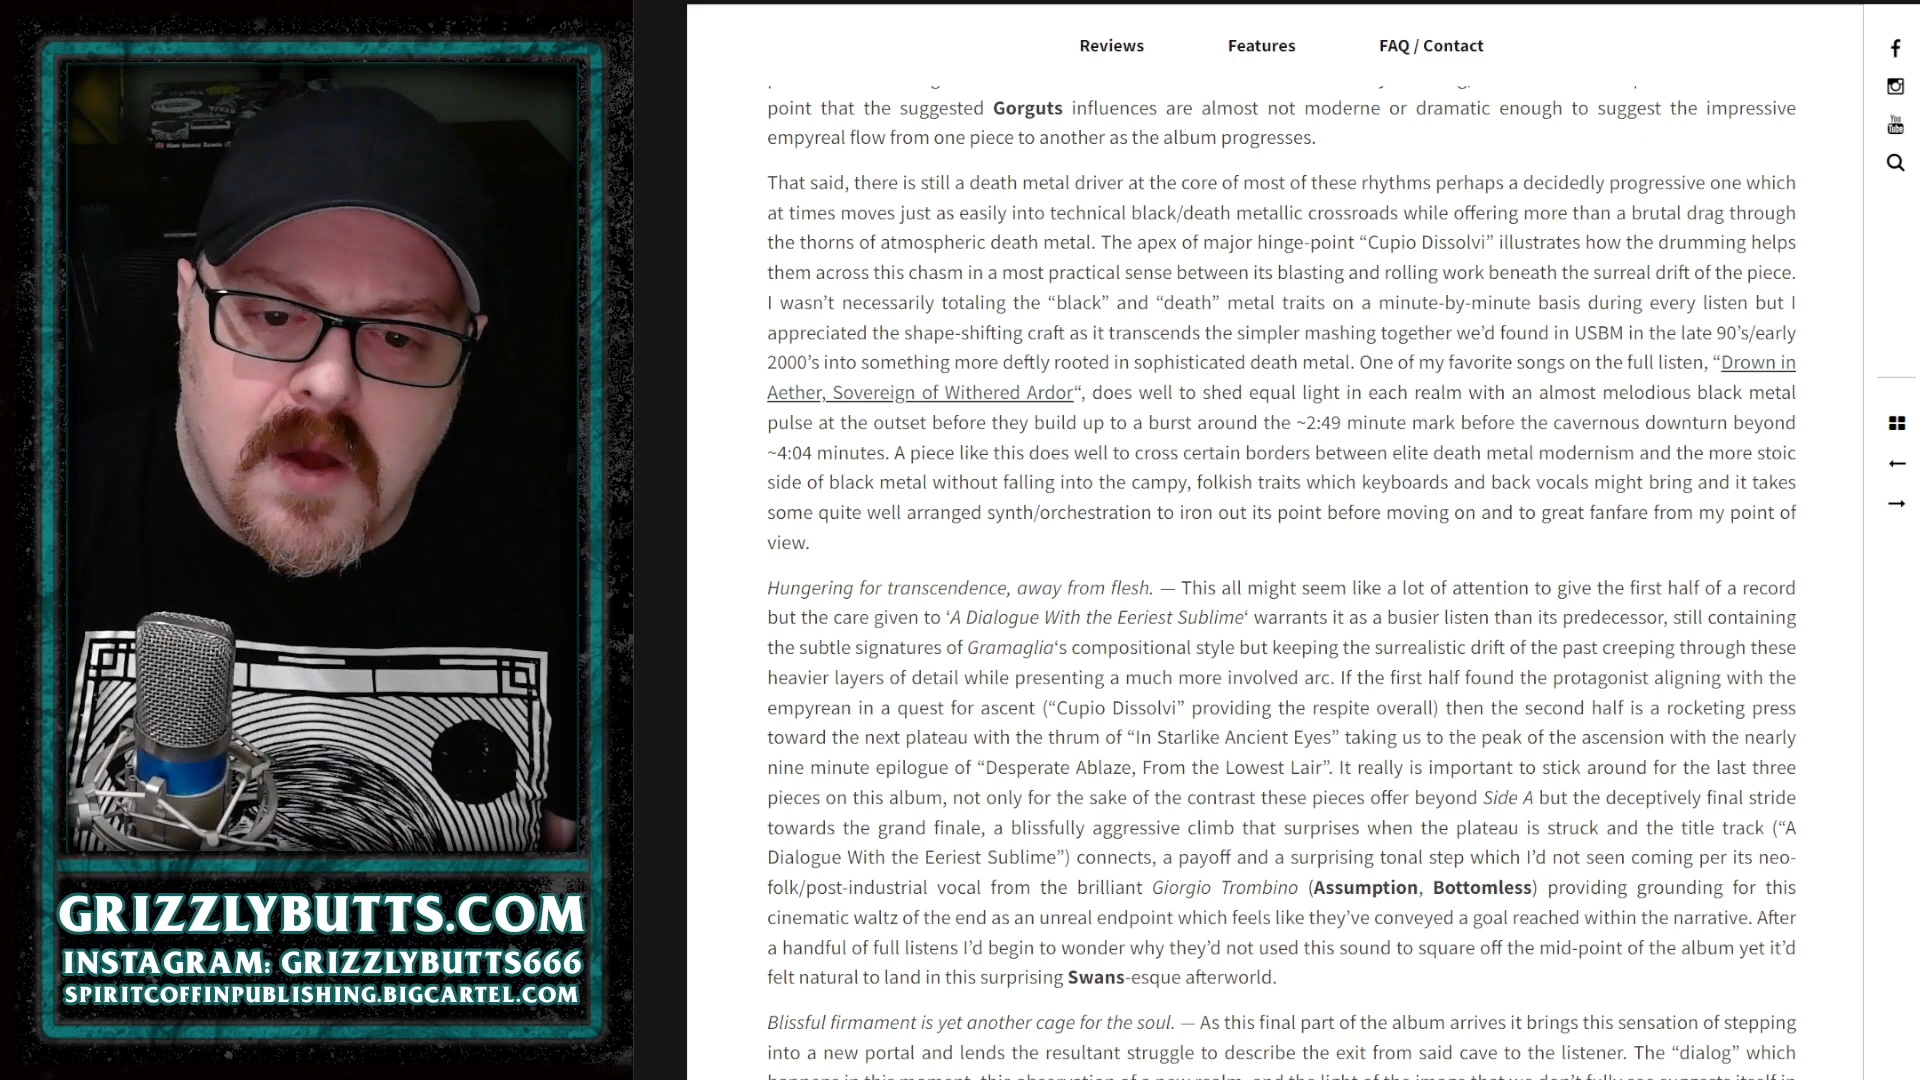 Reviews
Features
FAQ / Contact
point that the suggested Gorguts influences are almost not moderne or dramatic enough to suggest the impressive
empyreal flow from one piece to another as the album progresses.
That said, there is still a death metal driver at the core of most of these rhythms perhaps a decidedly progressive one which
at times moves just as easily into technical black/death metallic crossroads while offering more than a brutal drag through
the thorns of atmospheric death metal. The apex of major hinge-point “Cupio Dissolvi” illustrates how the drumming helps
them across this chasm in a most practical sense between its blasting and rolling work beneath the surreal drift of the piece.
I wasn’t necessarily totaling the “black” and “death” metal traits on a minute-by-minute basis during every listen but I
appreciated the shape-shifting craft as it transcends the simpler mashing together we’d found in USBM in the late 90’s/early
2000’s into something more deftly rooted in sophisticated death metal. One of my favorite songs on the full listen, “Drown in
Aether, Sovereign of Withered Ardor“, does well to shed equal light in each realm with an almost melodious black metal
pulse at the outset before they build up to a burst around the ~2:49 minute mark before the cavernous downturn beyond
~4:04 minutes. A piece like this does well to cross certain borders between elite death metal modernism and the more stoic
side of black metal without falling into the campy, folkish traits which keyboards and back vocals might bring and it takes
some quite well arranged synth/orchestration to iron out its point before moving on and to great fanfare from my point of
view.
Hungering for transcendence, away from flesh. — This all might seem like a lot of attention to give the first half of a record
but the care given to ‘A Dialogue With the Eeriest Sublime‘ warrants it as a busier listen than its predecessor, still containing
the subtle signatures of Gramaglia‘s compositional style but keeping the surrealistic drift of the past creeping through these
heavier layers of detail while presenting a much more involved arc. If the first half found the protagonist aligning with the
empyrean in a quest for ascent (“Cupio Dissolvi” providing the respite overall) then the second half is a rocketing press
toward the next plateau with the thrum of “In Starlike Ancient Eyes” taking us to the peak of the ascension with the nearly
nine minute epilogue of “Desperate Ablaze, From the Lowest Lair”. It really is important to stick around for the last three
pieces on this album, not only for the sake of the contrast these pieces offer beyond Side A but the deceptively final stride
towards the grand finale, a blissfully aggressive climb that surprises when the plateau is struck and the title track (“A
Dialogue With the Eeriest Sublime”) connects, a payoff and a surprising tonal step which I’d not seen coming per its neo-
folk/post-industrial vocal from the brilliant Giorgio Trombino (Assumption, Bottomless) providing grounding for this
cinematic waltz of the end as an unreal endpoint which feels like they’ve conveyed a goal reached within the narrative. After
a handful of full listens I’d begin to wonder why they’d not used this sound to square off the mid-point of the album yet it’d
felt natural to land in this surprising Swans-esque afterworld.
Blissful firmament is yet another cage for the soul. — As this final part of the album arrives it brings this sensation of stepping
into a new portal and lends the resultant struggle to describe the exit from said cave to the listener. The “dialog” which
GRIZZLYBUTTS.COM
INSTAGRAM: GRIZZLYBUTTS666
SPIRITCOFFINPUBLISHING.BIGCARTEL.COM
You
Tube